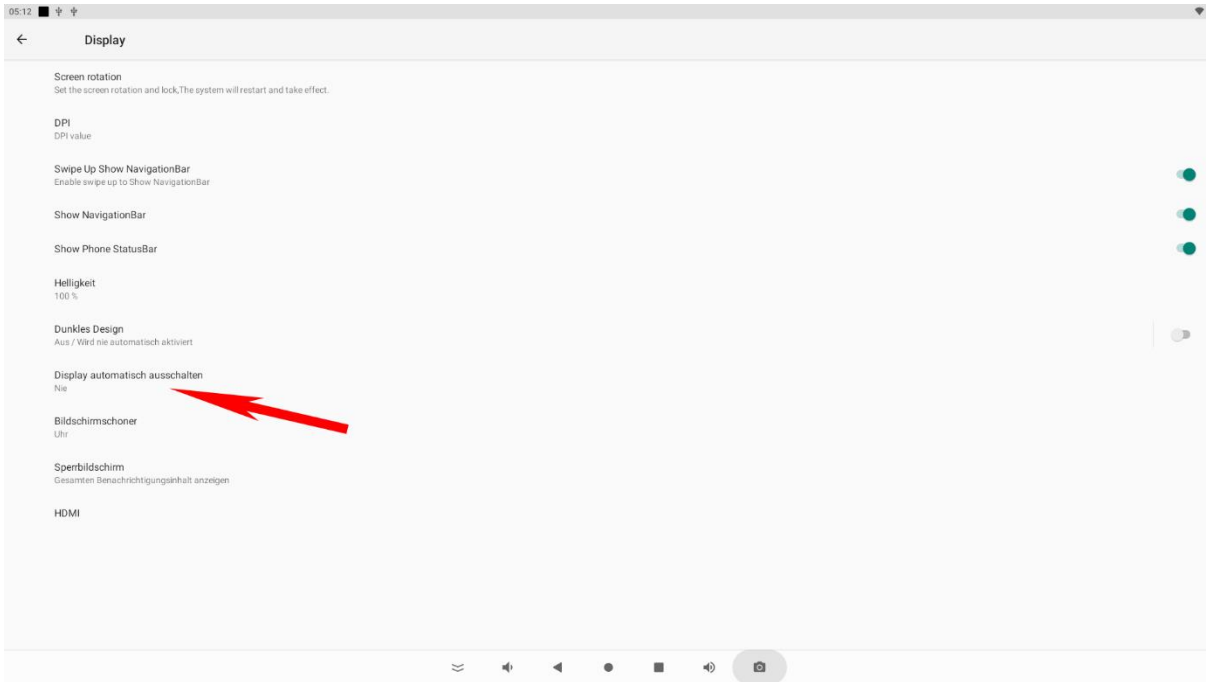 05:12
Display
Screen rotation
Set the screen rotation and lock,The system will restart and take effect.
DPI
DPI value
Swipe Up Show NavigationBar
Enable swipe up to Show NavigationBar
Show NavigationBar
Show Phone StatusBar
Helligkeit
100 %
Dunkles Design
Aus / Wird nie automatisch aktiviert
Display automatisch ausschalten
Nie
Bildschirmschoner
Uhr
Sperrbildschirm
Gesamten Benachrichtigungsinhalt anzeigen
HDMI